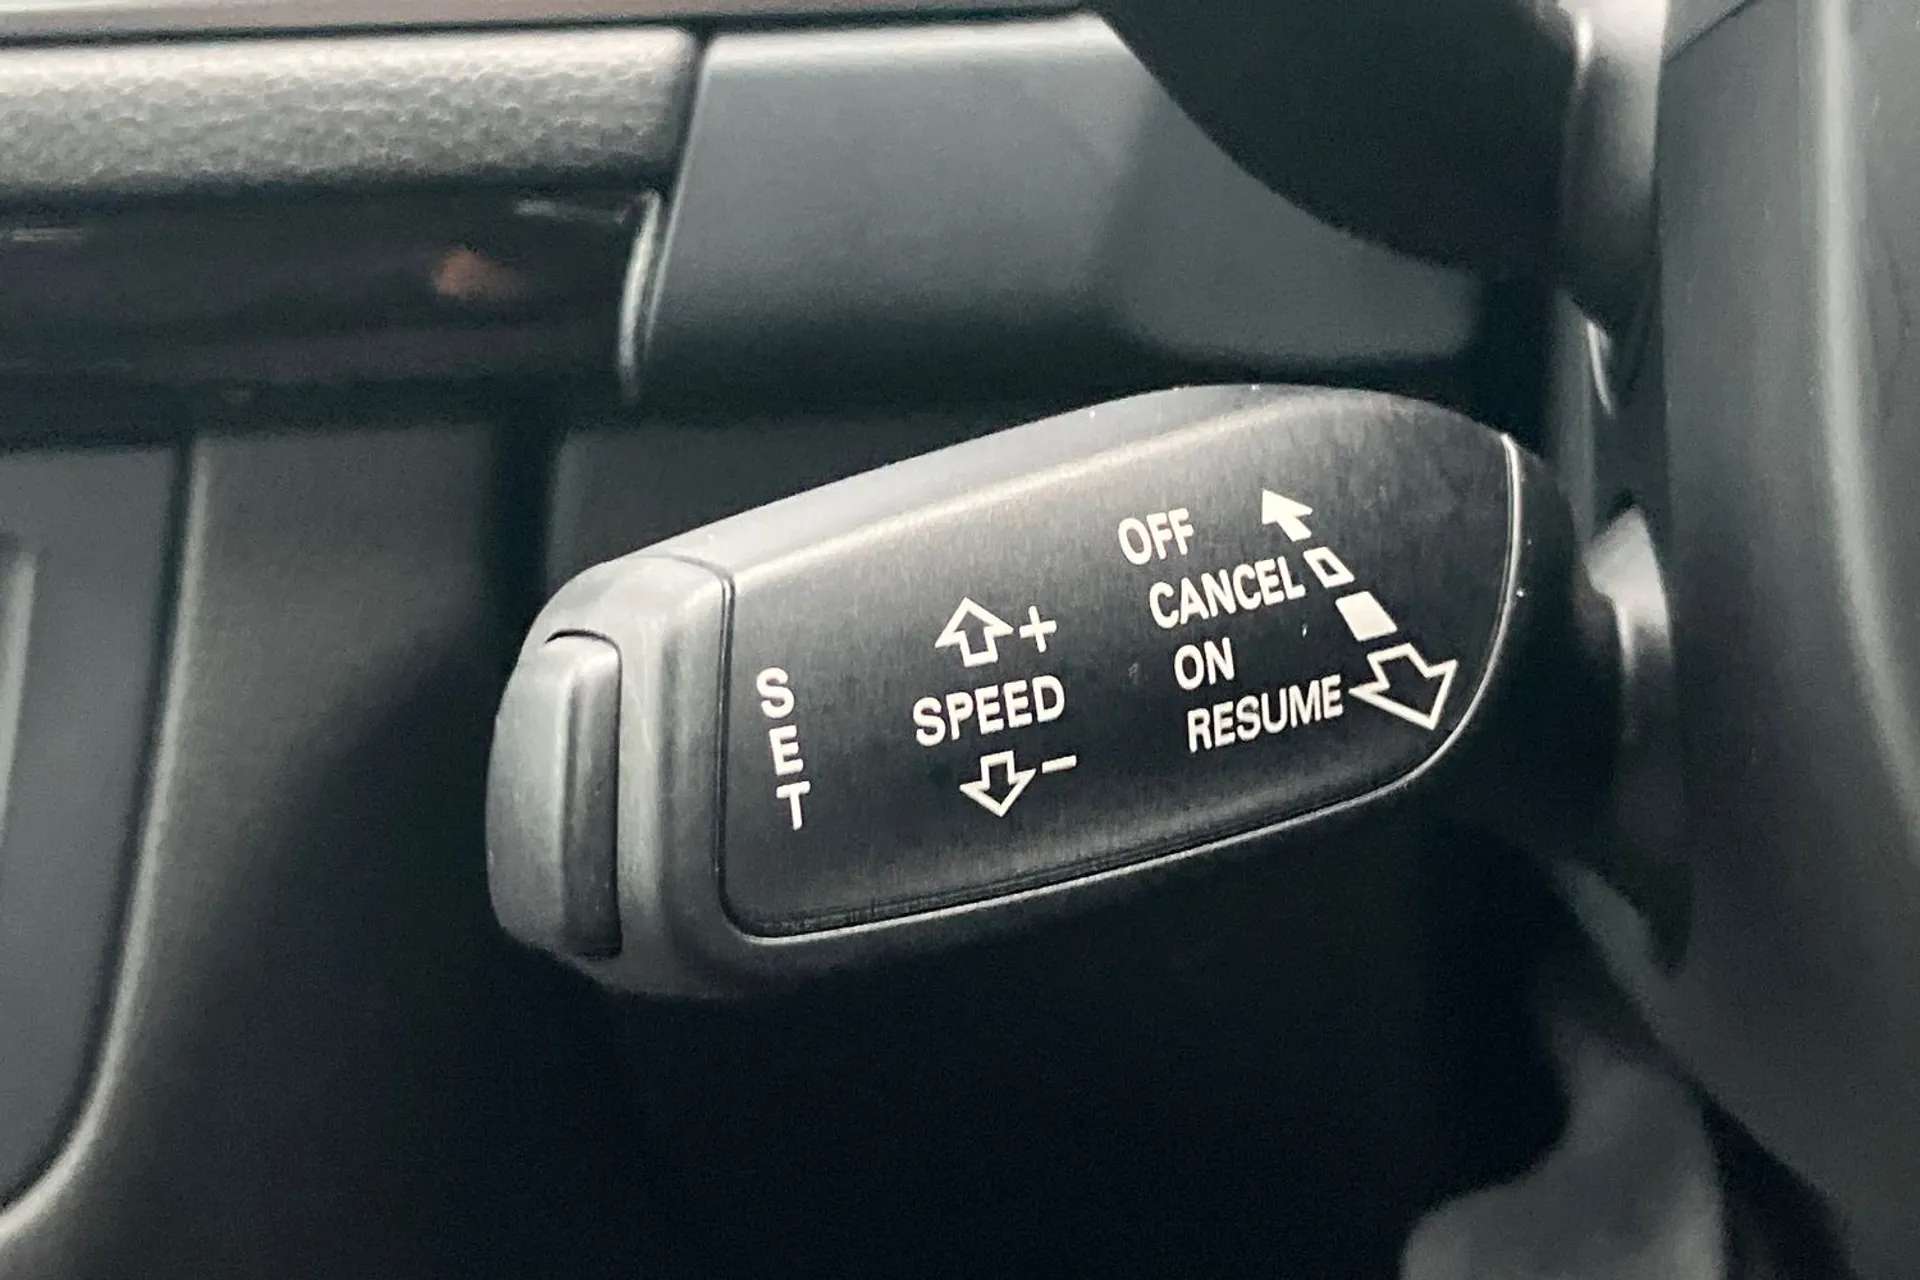 SET
+
SPEED
−
OFF
CANCEL
ON
RESUME